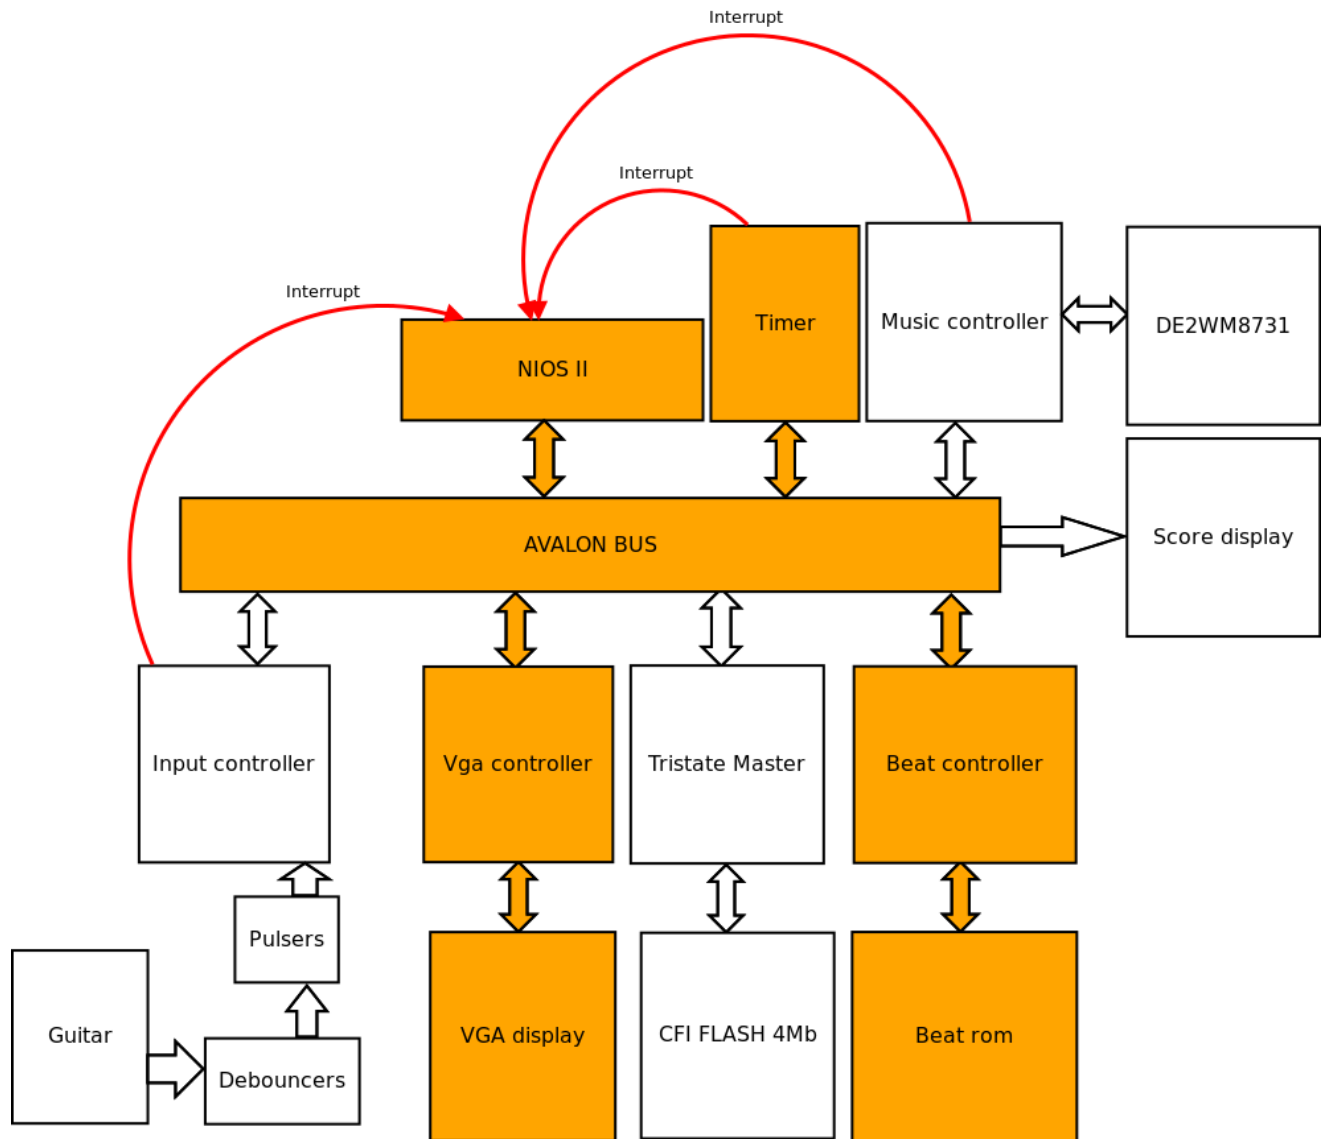 Interrupt
Interrupt
Interrupt
NIOS II
Timer
Music controller
DE2WM8731
AVALON BUS
Score display
Input controller
Vga controller
Tristate Master
Beat controller
Pulsers
Guitar
Debouncers
VGA display
CFI FLASH 4Mb
Beat rom